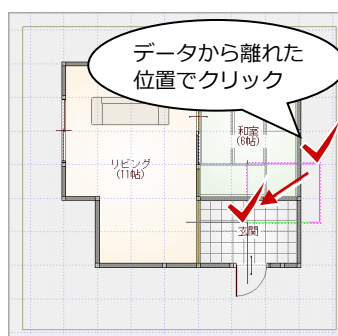 データから離れた
位置でクリック
和室
(6帖)
リビング
(11帖)
玄関